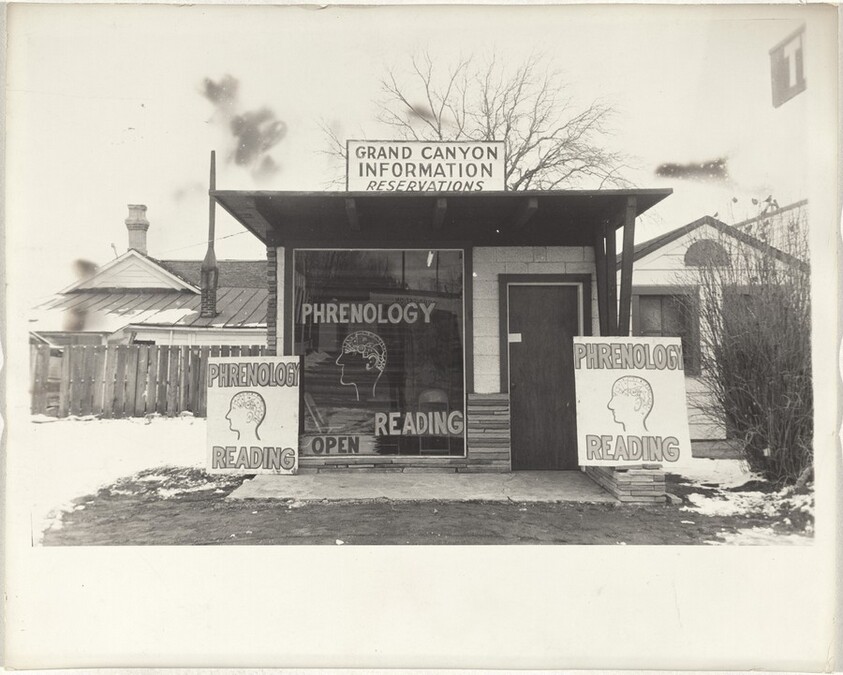 T
GRAND CANYON
INFORMATION
RESERVATIONS
PHRENOLOGY
READING
OPEN
PHRENOLOGY
READING
PHRENOLOGY
READING